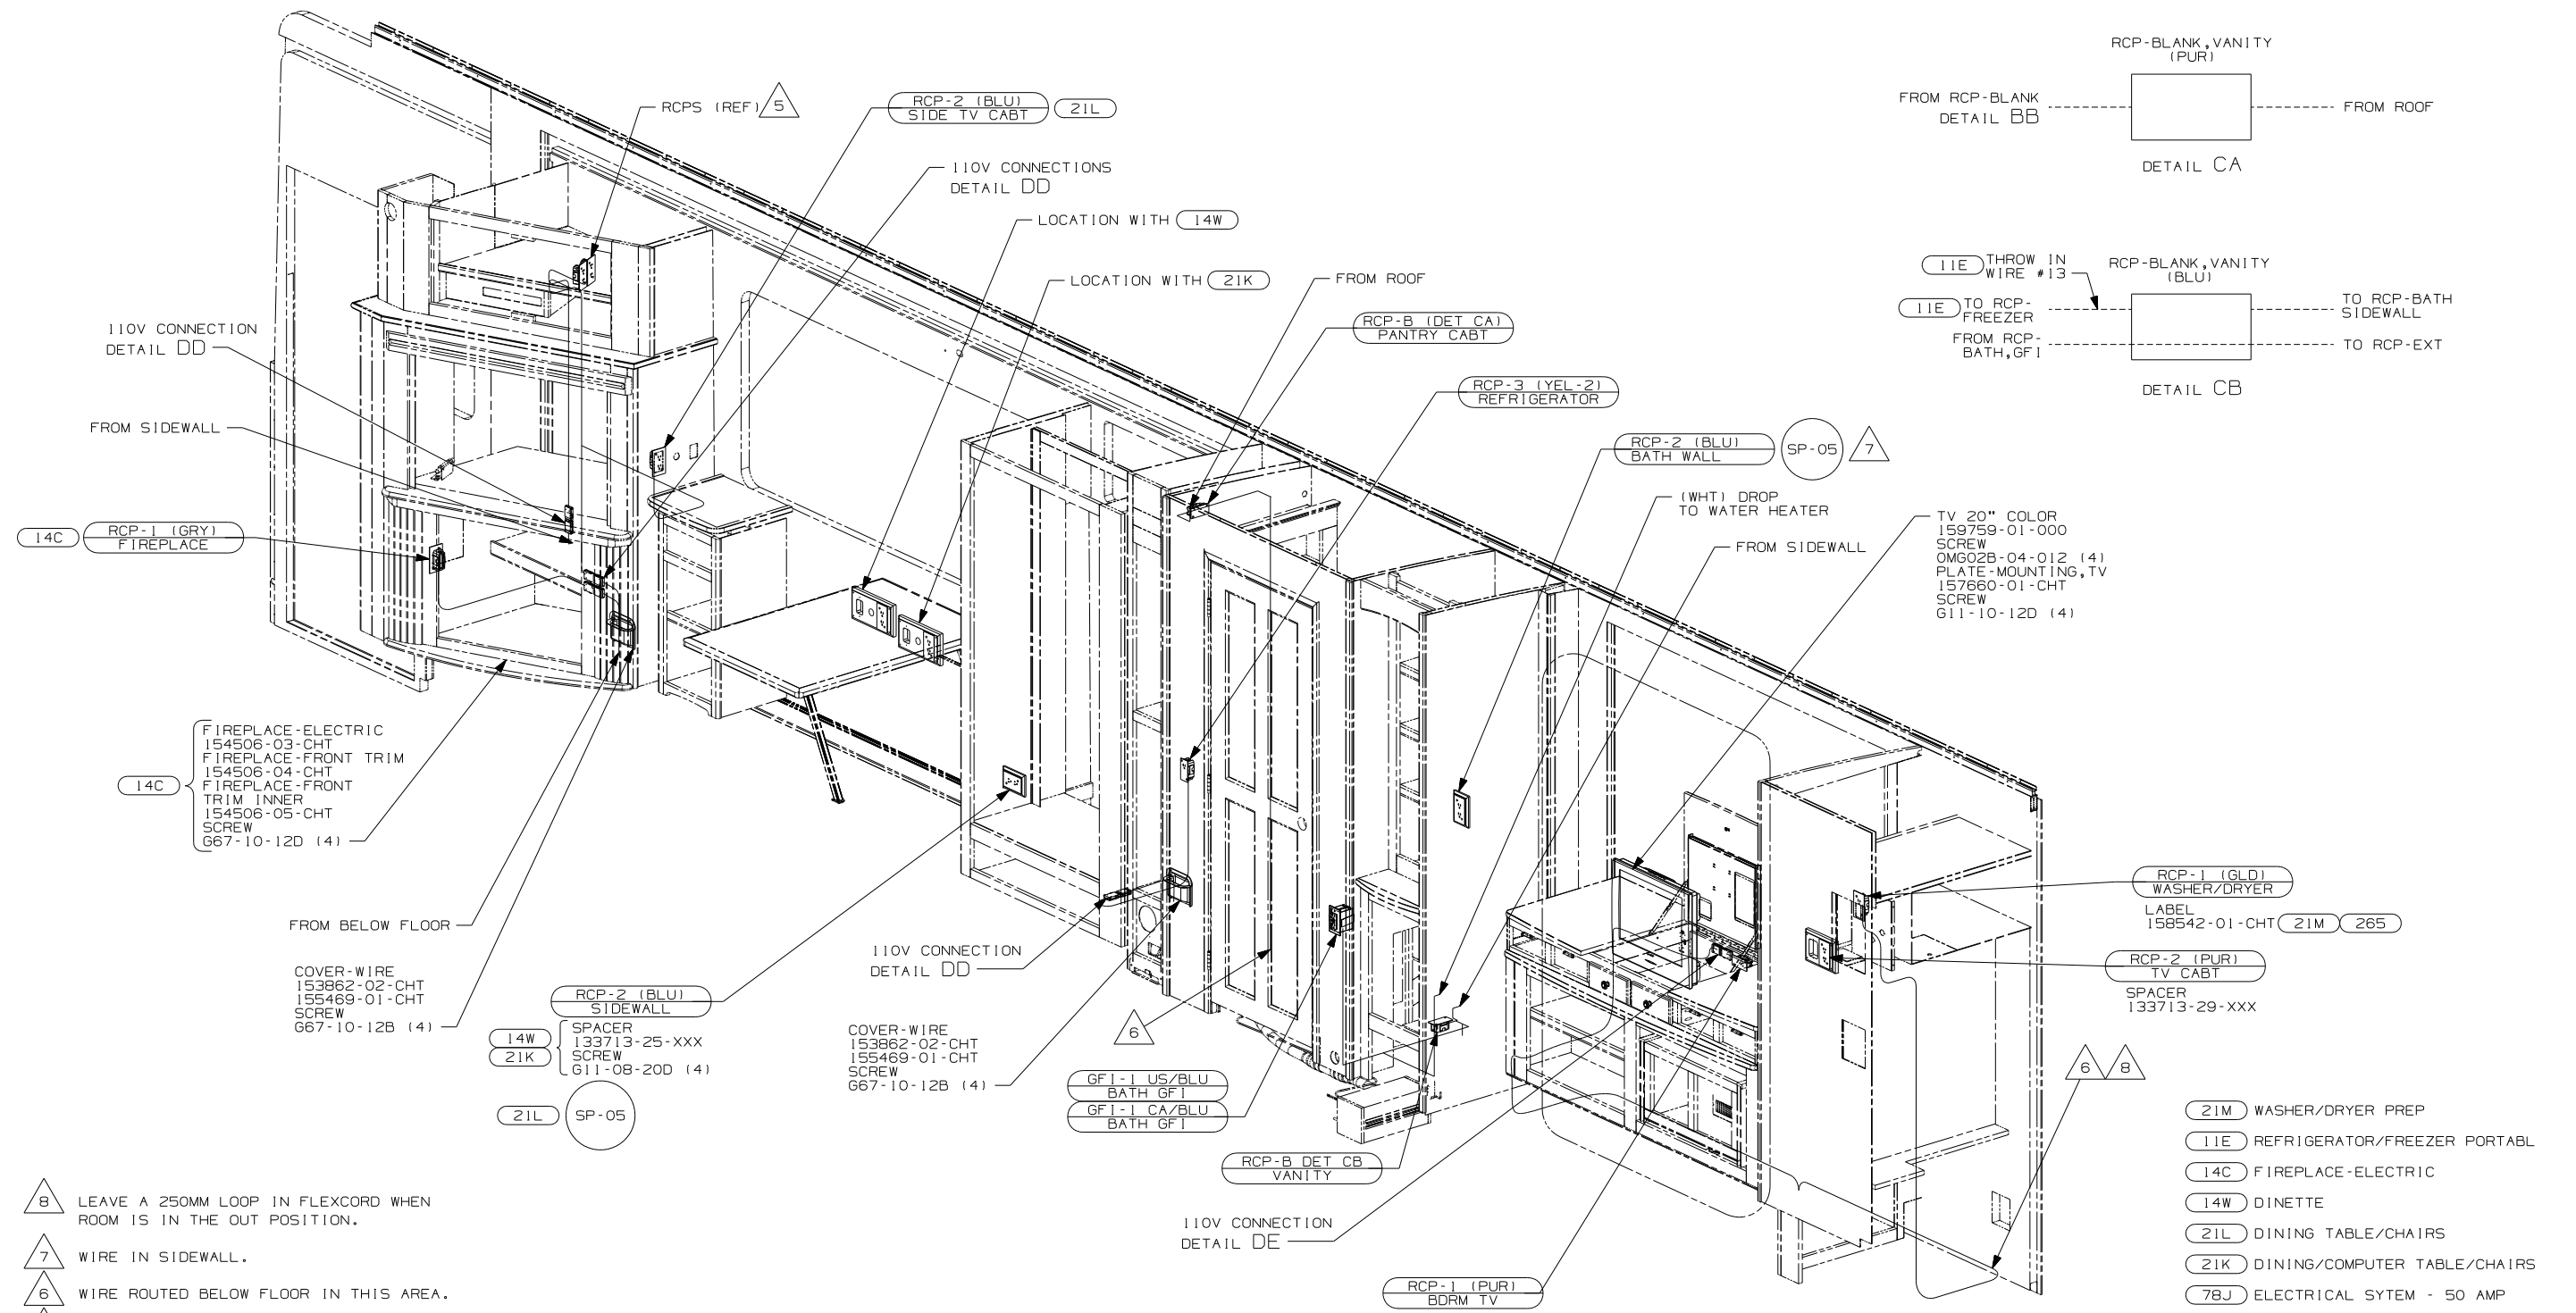 RCPS (REF) 5
RCP-2 (BLU)
SIDE TV CABT
21L
110V CONNECTIONS
DETAIL DD
LOCATION WITH 14W
LOCATION WITH 21K
FROM ROOF
RCP-B (DET CA)
PANTRY CABT
RCP-3 (YEL-2)
REFRIGERATOR
RCP-2 (BLU)
BATH WALL
SP-05
7
(WHT) DROP
TO WATER HEATER
FROM SIDEWALL
TV 20" COLOR
159759-01-000
SCREW
0MG02B-04-012 (4)
PLATE-MOUNTING,TV
157660-01-CHT
SCREW
G11-10-12D (4)
RCP-BLANK,VANITY
(PUR)
FROM RCP-BLANK
DETAIL BB
FROM ROOF
DETAIL CA
11E THROW IN
WIRE #13
RCP-BLANK,VANITY
(BLU)
11E TO RCP-
FREEZER
TO RCP-BATH
SIDEWALL
FROM RCP-
BATH,GFI
TO RCP-EXT
DETAIL CB
110V CONNECTION
DETAIL DD
FROM SIDEWALL
14C
RCP-1 (GRY)
FIREPLACE
14C
FIREPLACE-ELECTRIC
154506-03-CHT
FIREPLACE-FRONT TRIM
154506-04-CHT
FIREPLACE-FRONT
TRIM INNER
154506-05-CHT
SCREW
G67-10-12D (4)
FROM BELOW FLOOR
COVER-WIRE
153862-02-CHT
155469-01-CHT
SCREW
G67-10-12B (4)
RCP-2 (BLU)
SIDEWALL
14W
21K
SPACER
133713-25-XXX
SCREW
G11-08-20D (4)
21L
SP-05
110V CONNECTION
DETAIL DD
COVER-WIRE
153862-02-CHT
155469-01-CHT
SCREW
G67-10-12B (4)
6
GFI-1 US/BLU
BATH GFI
GFI-1 CA/BLU
BATH GFI
RCP-B DET CB
VANITY
110V CONNECTION
DETAIL DE
RCP-1 (PUR)
BDRM TV
RCP-1 (GLD)
WASHER/DRYER
LABEL
158542-01-CHT 21M 265
RCP-2 (PUR)
TV CABT
SPACER
133713-29-XXX
6 8
21M WASHER/DRYER PREP
11E REFRIGERATOR/FREEZER PORTABL
14C FIREPLACE-ELECTRIC
14W DINETTE
21L DINING TABLE/CHAIRS
21K DINING/COMPUTER TABLE/CHAIRS
78J ELECTRICAL SYTEM - 50 AMP
8 LEAVE A 250MM LOOP IN FLEXCORD WHEN
ROOM IS IN THE OUT POSITION.
7 WIRE IN SIDEWALL.
6 WIRE ROUTED BELOW FLOOR IN THIS AREA.